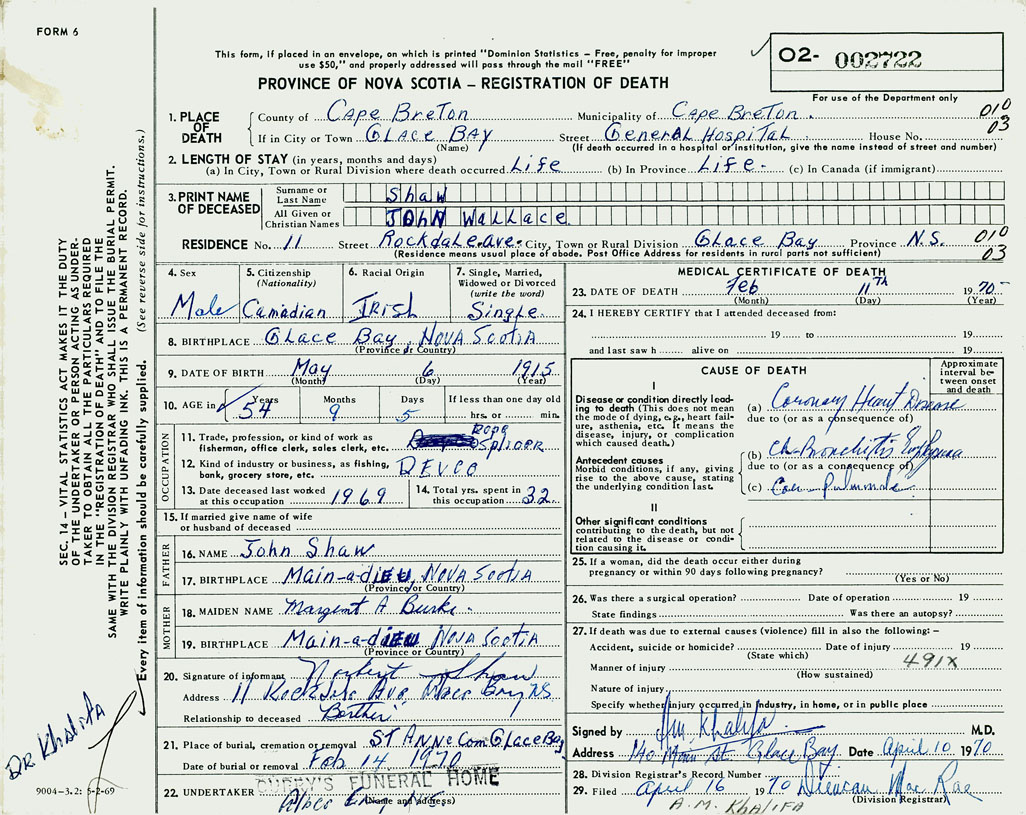 FORM 6
This form, if placed in an envelope, on which is printed "Dominion Statistics – Free, penalty for improper
use $50," and properly addressed will pass through the mail "FREE"
PROVINCE OF NOVA SCOTIA – REGISTRATION OF DEATH
02- 002722
For use of the Department only
1. PLACE OF DEATH
County of Cape Breton Municipality of Cape Breton. 010
If in City or Town Glace Bay Street General Hospital House No. 03
(Name) (If death occurred in a hospital or institution, give the name instead of street and number)
2. LENGTH OF STAY (in years, months and days)
(a) In City, Town or Rural Division where death occurred Life (b) In Province Life - (c) In Canada (if immigrant)
3. PRINT NAME OF DECEASED
Surname or Last Name Shaw
All Given or Christian Names John Wallace
RESIDENCE No. 11 Street Rockdale Ave. City, Town or Rural Division Glace Bay Province N.S. 010
(Residence means usual place of abode. Post Office Address for residents in rural parts not sufficient) 03
4. Sex
Male
5. Citizenship
(Nationality)
Canadian
6. Racial Origin
Irish
7. Single, Married,
Widowed or Divorced
(write the word)
Single
8. BIRTHPLACE Glace Bay, Nova Scotia
(Province or Country)
9. DATE OF BIRTH May 6 1915
(Month) (Day) (Year)
10. AGE in Years Months Days If less than one day old
54 9 5 hrs. or min.
OCCUPATION
11. Trade, profession, or kind of work as
fisherman, office clerk, sales clerk, etc. Rope Splicer
12. Kind of industry or business, as fishing,
bank, grocery store, etc. DEVCO
13. Date deceased last worked
at this occupation 1969
14. Total yrs. spent in
this occupation 32
15. If married give name of wife
or husband of deceased
FATHER
16. NAME John Shaw
17. BIRTHPLACE Main-a-dieu, Nova Scotia
(Province or Country)
MOTHER
18. MAIDEN NAME Margent A Burke.
19. BIRTHPLACE Main-a-dieu Nova Scotia
(Province or Country)
20. Signature of informant Norbert Shaw
Address 11 Rockdale Ave Glace Bay NS
Relationship to deceased Brother
21. Place of burial, cremation or removal St Anne Cem Glace Bay
Date of burial or removal Feb 14 1970
22. UNDERTAKER CURRY'S FUNERAL HOME
Glace Bay NS
(Name and address)
MEDICAL CERTIFICATE OF DEATH
23. DATE OF DEATH Feb 11th 1970-
(Month) (Day) (Year)
24. I HEREBY CERTIFY that I attended deceased from:
19 to 19
and last saw h alive on 19
CAUSE OF DEATH
Approximate
interval be-
tween onset
and death
I
Disease or condition directly lead-
ing to death (This does not mean
the mode of dying, e.g., heart fail-
ure, asthenia, etc. It means the
disease, injury, or complication
which caused death.)
(a) Coronary Heart Disease
due to (or as a consequence of)
Antecedent causes
Morbid conditions, if any, giving
rise to the above cause, stating
the underlying condition last.
(b) Ch Bronchitis Emphysema
due to (or as a consequence of)
(c) Cor Pulmonale
II
Other significant conditions
contributing to the death, but not
related to the disease or condi-
tion causing it.
25. If a woman, did the death occur either during
pregnancy or within 90 days following pregnancy?
(Yes or No)
26. Was there a surgical operation? Date of operation 19
State findings Was there an autopsy?
27. If death was due to external causes (violence) fill in also the following: –
Accident, suicide or homicide? Date of injury 19
(State which) 491x
Manner of injury
(How sustained)
Nature of injury
Specify whether injury occurred in industry, in home, or in public place
Signed by Khalifa M.D.
Address Main St. Glace Bay Date April 10 1970
28. Division Registrar's Record Number
29. Filed April 16 1970 Duncan Mac Rae
(Division Registrar)
A.M. KHALIFA
SEC. 14 – VITAL STATISTICS ACT MAKES IT THE DUTY
OF THE UNDERTAKER OR PERSON ACTING AS UNDER-
TAKER TO OBTAIN ALL THE PARTICULARS REQUIRED
IN THE "REGISTRATION OF DEATH" AND TO FILE THE
SAME WITH THE DIVISION REGISTRAR WHO SHALL ISSUE THE BURIAL PERMIT.
WRITE PLAINLY WITH UNFADING INK. THIS IS A PERMANENT RECORD.
Every item of information should be carefully supplied. (See reverse side for instructions.)
DR Khalifa
9004-3.2: 6-2-69